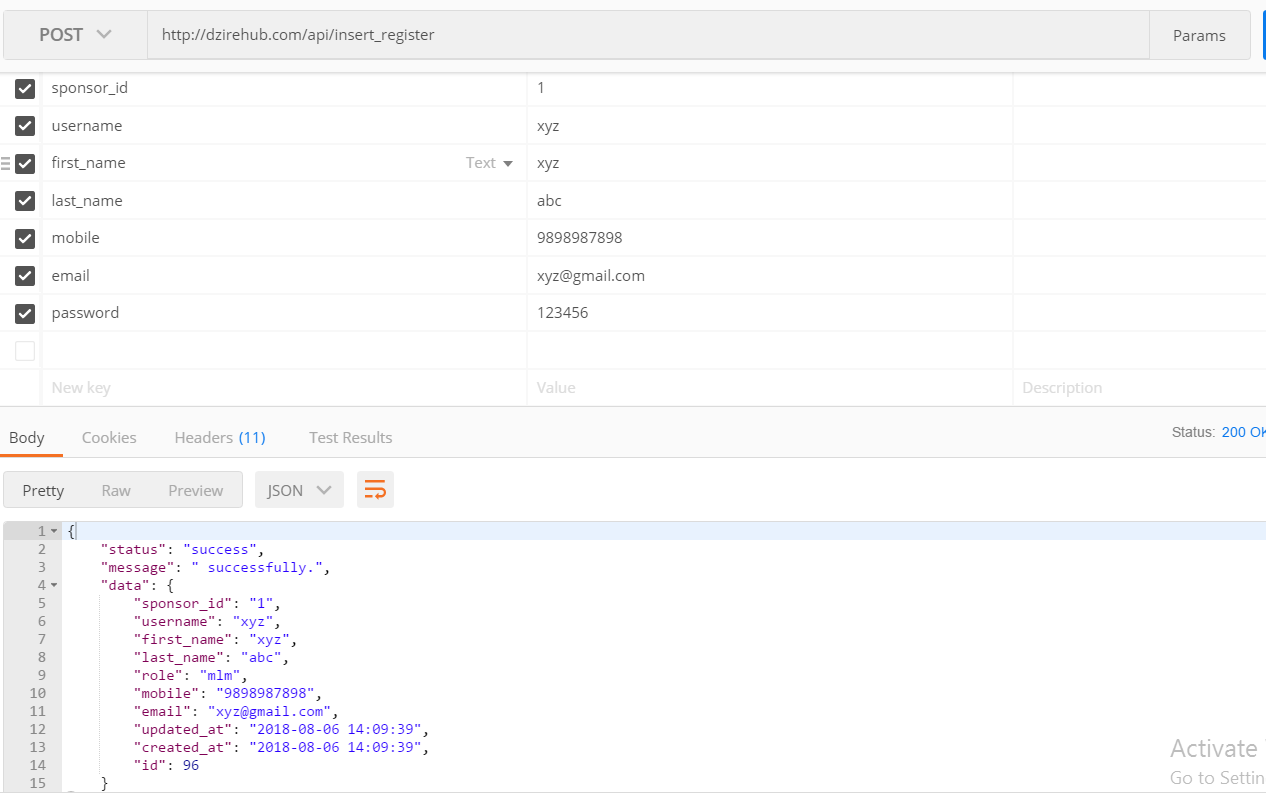 POST http://dzirehub.com/api/insert_register Params
sponsor_id 1
username xyz
first_name Text xyz
last_name abc
mobile 9898987898
email xyz@gmail.com
password 123456
New key Value Description
Body Cookies Headers (11) Test Results Status: 200 OK
Pretty Raw Preview JSON
1 {
2 "status": "success",
3 "message": " successfully.",
4 "data": {
5 "sponsor_id": "1",
6 "username": "xyz",
7 "first_name": "xyz",
8 "last_name": "abc",
9 "role": "mlm",
10 "mobile": "9898987898",
11 "email": "xyz@gmail.com",
12 "updated_at": "2018-08-06 14:09:39",
13 "created_at": "2018-08-06 14:09:39",
14 "id": 96
15 }
Activate
Go to Settin